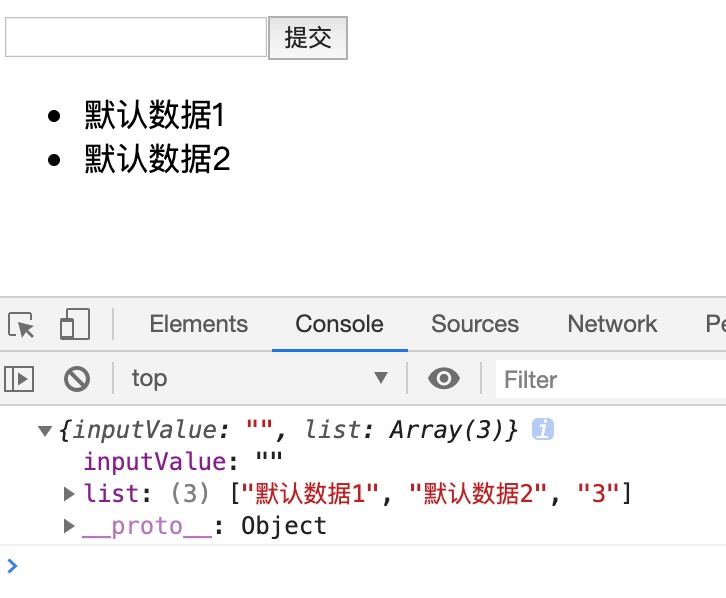 提交
默认数据1
默认数据2
Elements Console Sources Network Pe
top Filter
{inputValue: "", list: Array(3)} i
inputValue: ""
list: (3) ["默认数据1", "默认数据2", "3"]
__proto__: Object